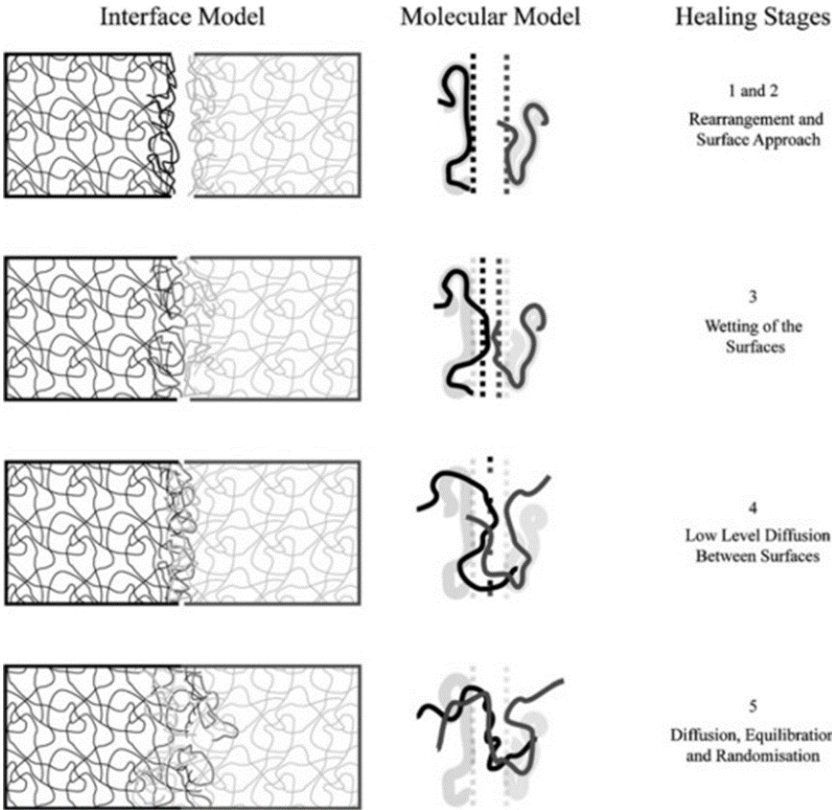 Interface Model
Molecular Model
Healing Stages
1 and 2
Rearrangement and
Surface Approach
3
Wetting of the
Surfaces
4
Low Level Diffusion
Between Surfaces
5
Diffusion, Equilibration
and Randomisation